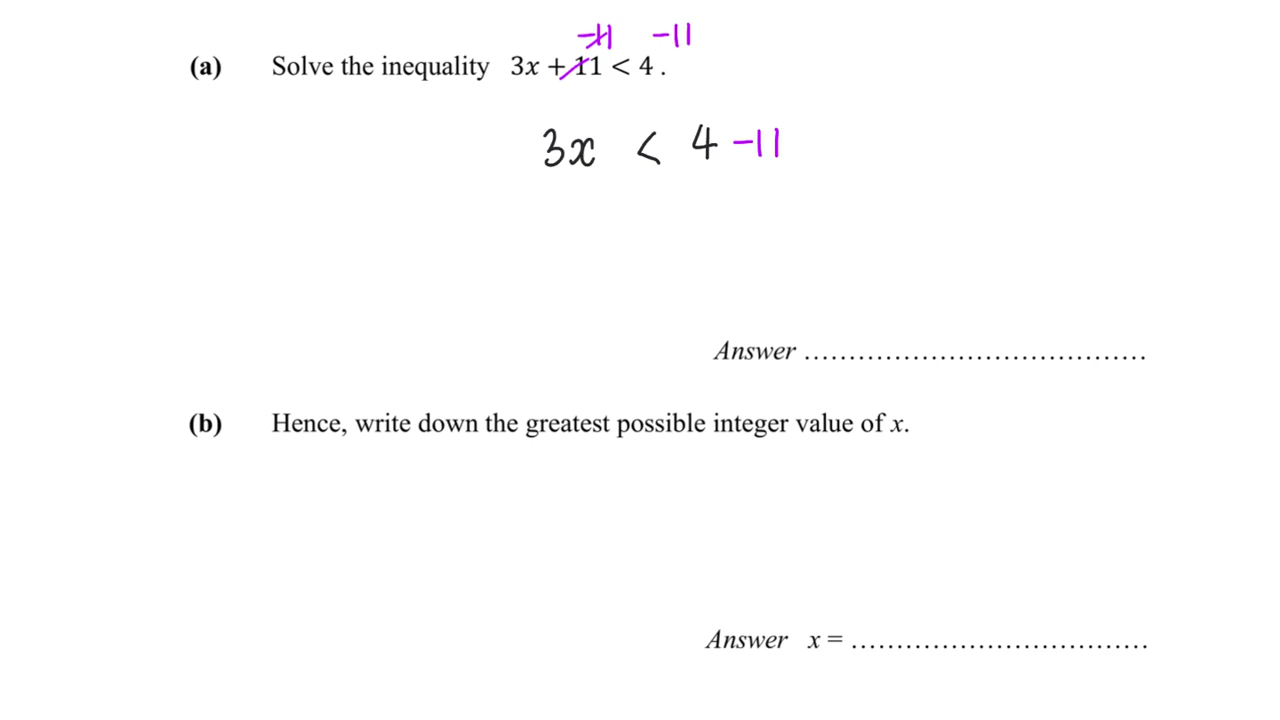 -11 -11
(a) Solve the inequality 3x + 11 < 4 .
3x < 4 -11
Answer ......................................
(b) Hence, write down the greatest possible integer value of x.
Answer x = .................................